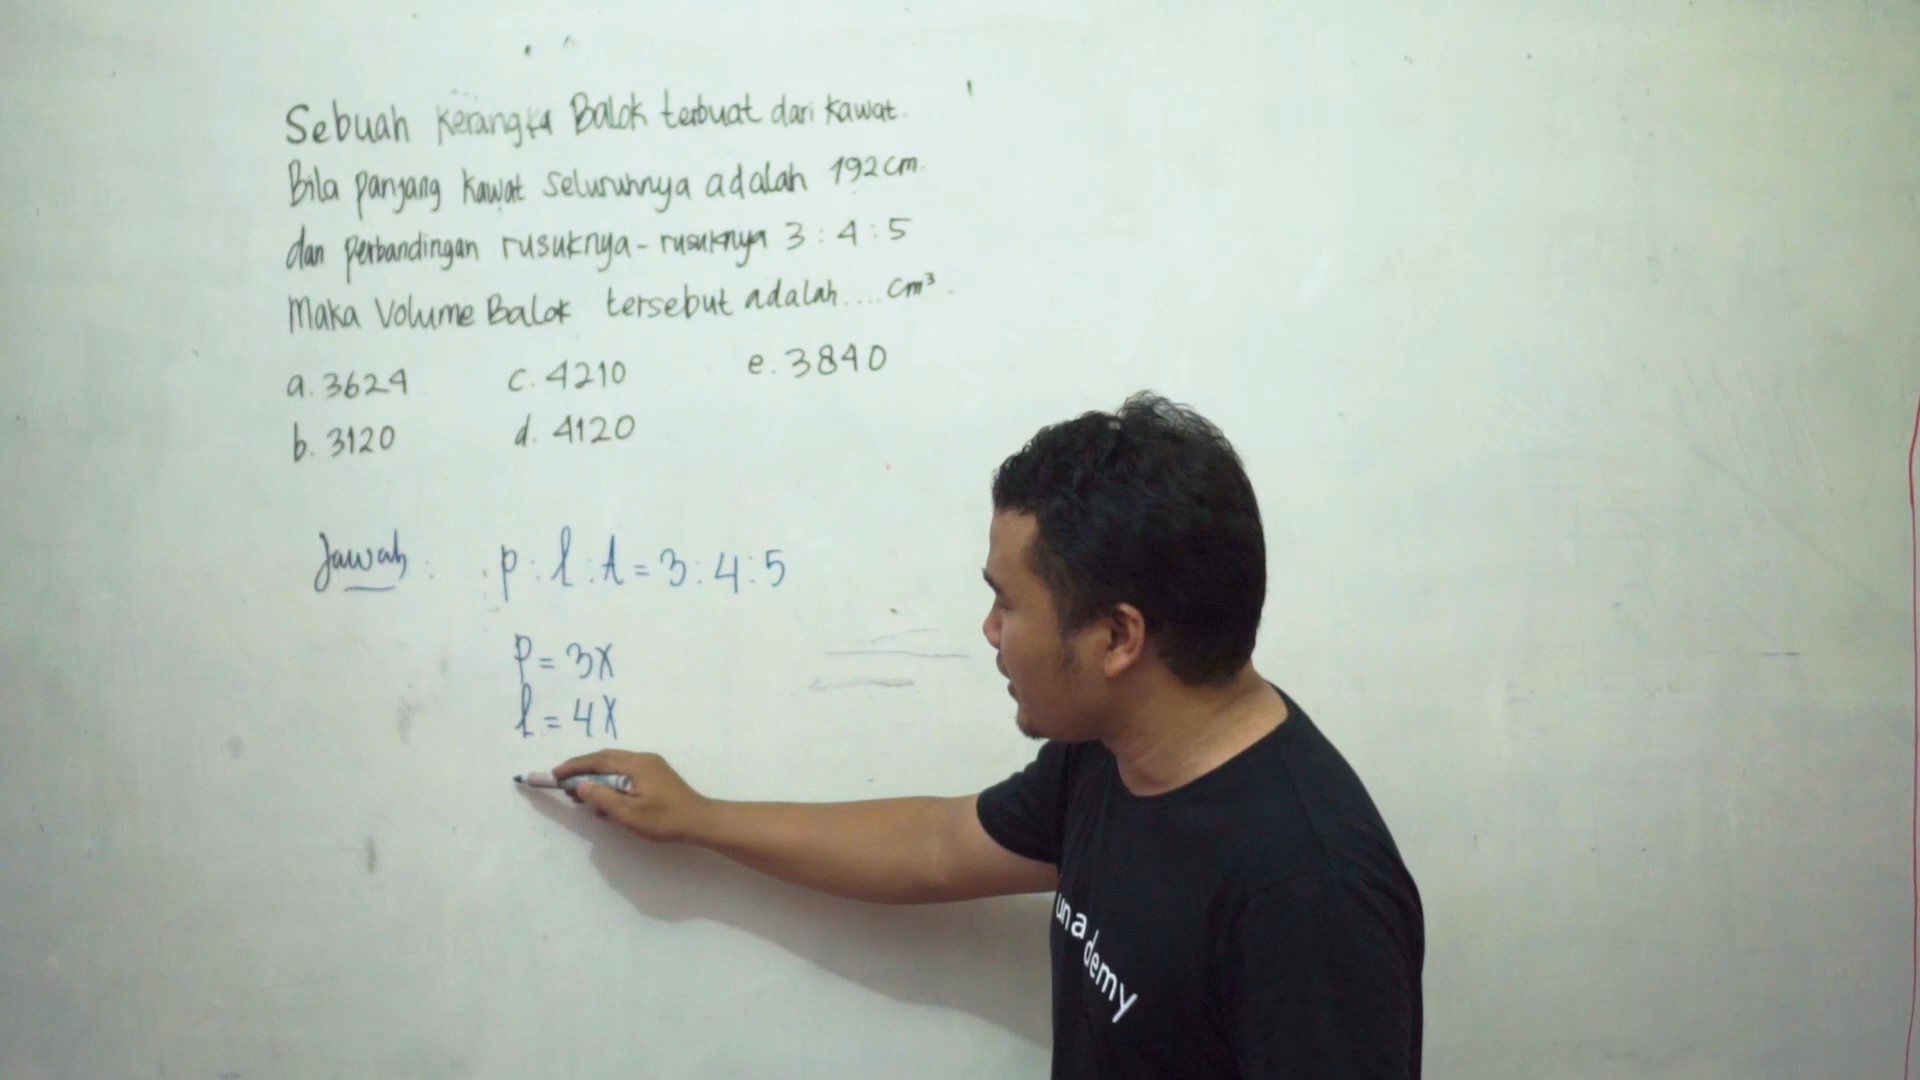 Sebuah kerangka Balok terbuat dari kawat.
Bila panjang kawat seluruhnya adalah 192 cm.
dan perbandingan rusuknya - rusuknya 3 : 4 : 5
Maka Volume Balok tersebut adalah .... cm³.
a. 3624 c. 4210 e. 3840
b. 3120 d. 4120
Jawab : p : l : t = 3 : 4 : 5
P = 3X
l = 4X
unademy